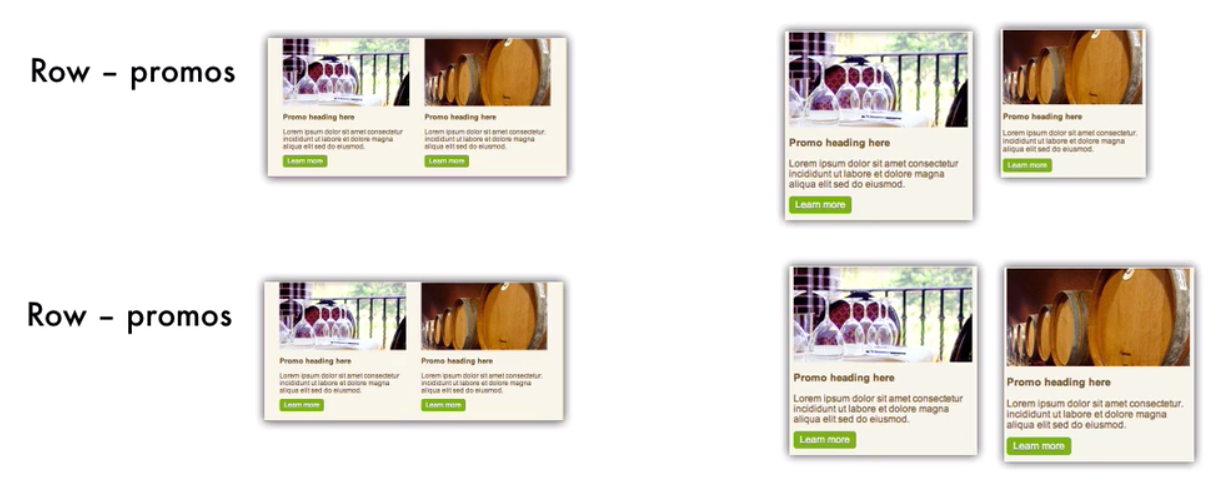 Row – promos
Promo heading here
Lorem ipsum dolor sit amet consectetur
incididunt ut labore et dolore magna
aliqua elit sed do eiusmod.
Learn more
Promo heading here
Lorem ipsum dolor sit amet consectetur.
incididunt ut labore et dolore magna
aliqua elit sed do eiusmod.
Learn more
Promo heading here
Lorem ipsum dolor sit amet consectetur
incididunt ut labore et dolore magna
aliqua elit sed do eiusmod.
Learn more
Promo heading here
Lorem ipsum dolor sit amet consectetur.
incididunt ut labore et dolore magna
aliqua elit sed do eiusmod.
Learn more
Row – promos
Promo heading here
Lorem ipsum dolor sit amet consectetur
incididunt ut labore et dolore magna
aliqua elit sed do eiusmod.
Learn more
Promo heading here
Lorem ipsum dolor sit amet consectetur.
incididunt ut labore et dolore magna
aliqua elit sed do eiusmod.
Learn more
Promo heading here
Lorem ipsum dolor sit amet consectetur
incididunt ut labore et dolore magna
aliqua elit sed do eiusmod.
Learn more
Promo heading here
Lorem ipsum dolor sit amet consectetur.
incididunt ut labore et dolore magna
aliqua elit sed do eiusmod.
Learn more